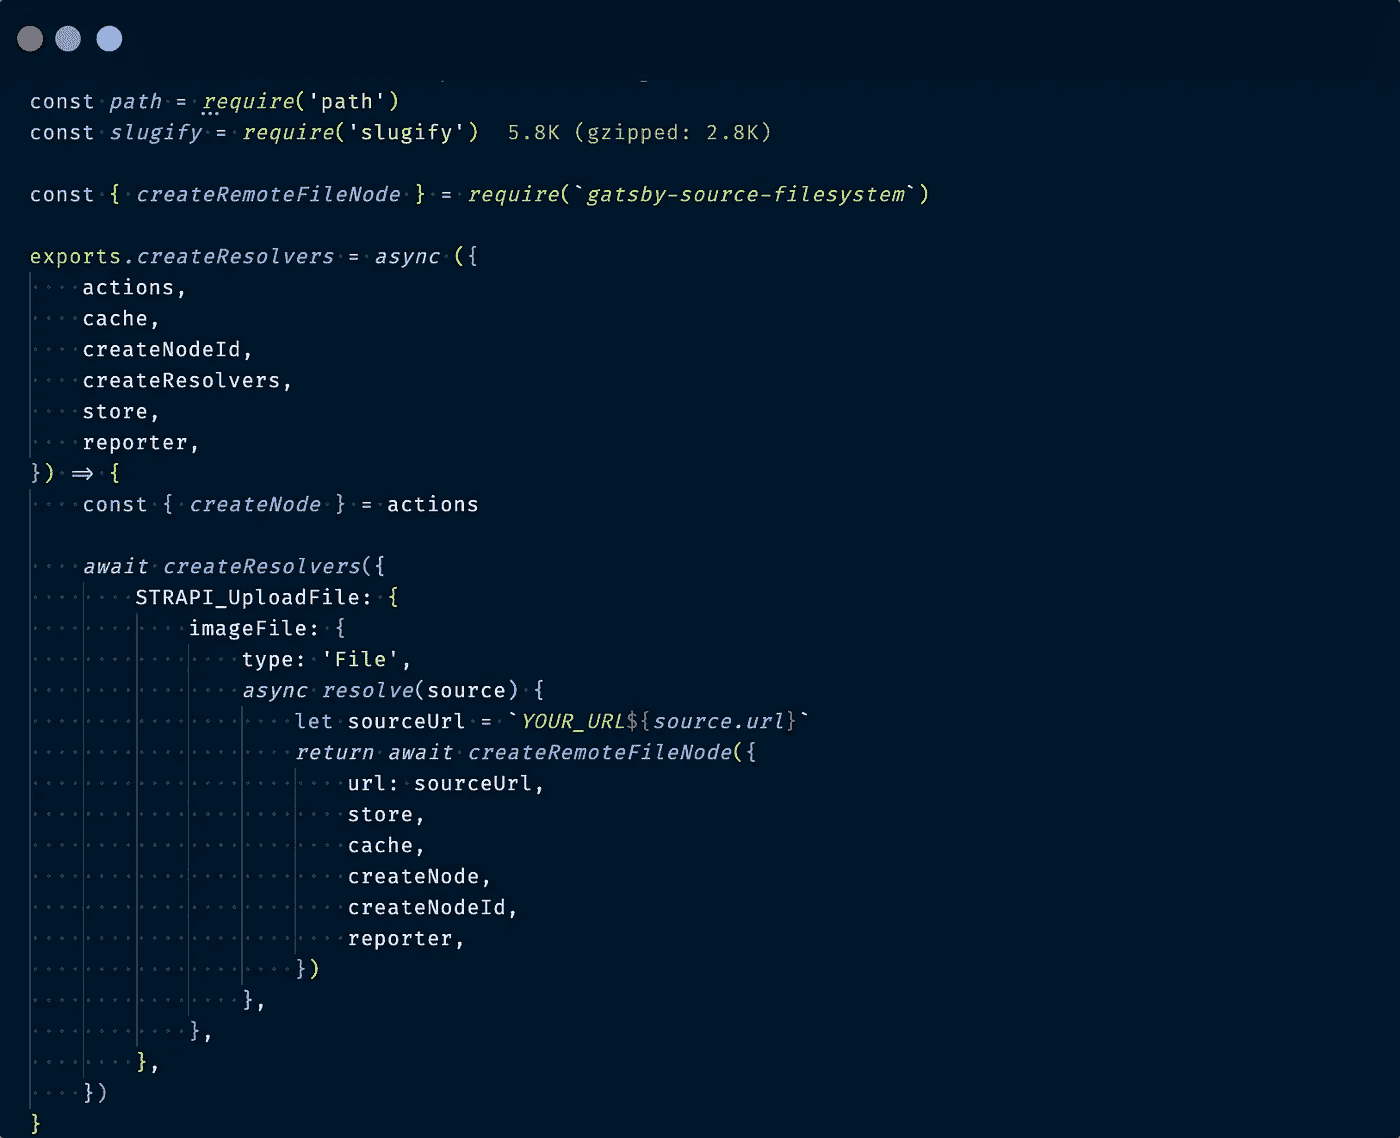 const path = require('path')
const slugify = require('slugify')  5.8K (gzipped: 2.8K)

const { createRemoteFileNode } = require(`gatsby-source-filesystem`)

exports.createResolvers = async ({
    actions,
    cache,
    createNodeId,
    createResolvers,
    store,
    reporter,
}) => {
    const { createNode } = actions

    await createResolvers({
        STRAPI_UploadFile: {
            imageFile: {
                type: 'File',
                async resolve(source) {
                    let sourceUrl = `YOUR_URL${source.url}`
                    return await createRemoteFileNode({
                        url: sourceUrl,
                        store,
                        cache,
                        createNode,
                        createNodeId,
                        reporter,
                    })
                },
            },
        },
    })
}